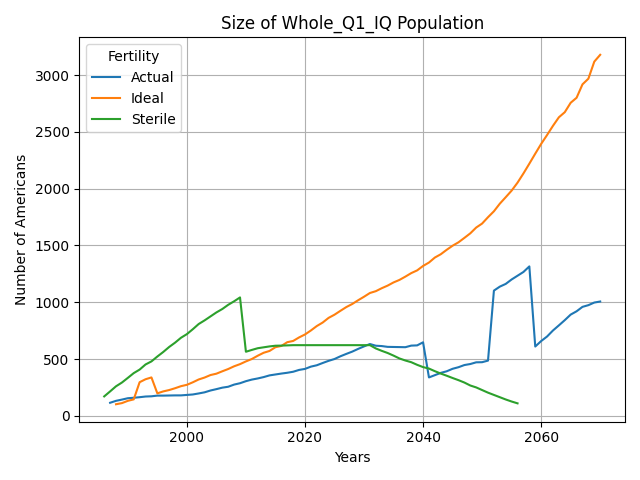 Size of Whole_Q1_IQ Population
Fertility
Actual
Ideal
Sterile
Number of Americans
3000
2500
2000
1500
1000
500
0
2000
2020
2040
2060
Years